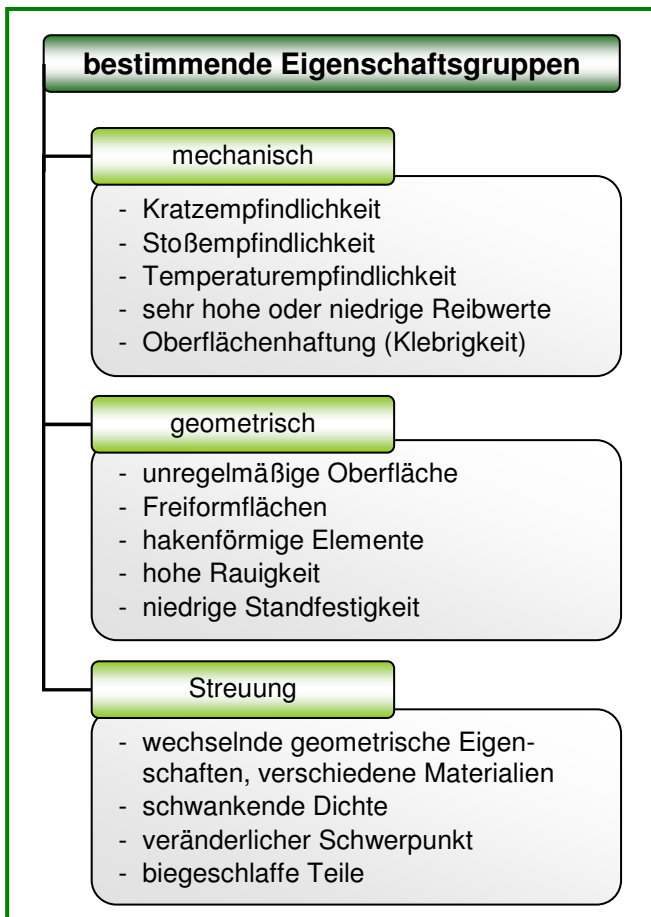 bestimmende Eigenschaftsgruppen
mechanisch
- Kratzempfindlichkeit
- Stoßempfindlichkeit
- Temperaturempfindlichkeit
- sehr hohe oder niedrige Reibwerte
- Oberflächenhaftung (Klebrigkeit)
geometrisch
- unregelmäßige Oberfläche
- Freiformflächen
- hakenförmige Elemente
- hohe Rauigkeit
- niedrige Standfestigkeit
Streuung
- wechselnde geometrische Eigen-
schaften, verschiedene Materialien
- schwankende Dichte
- veränderlicher Schwerpunkt
- biegeschlaffe Teile